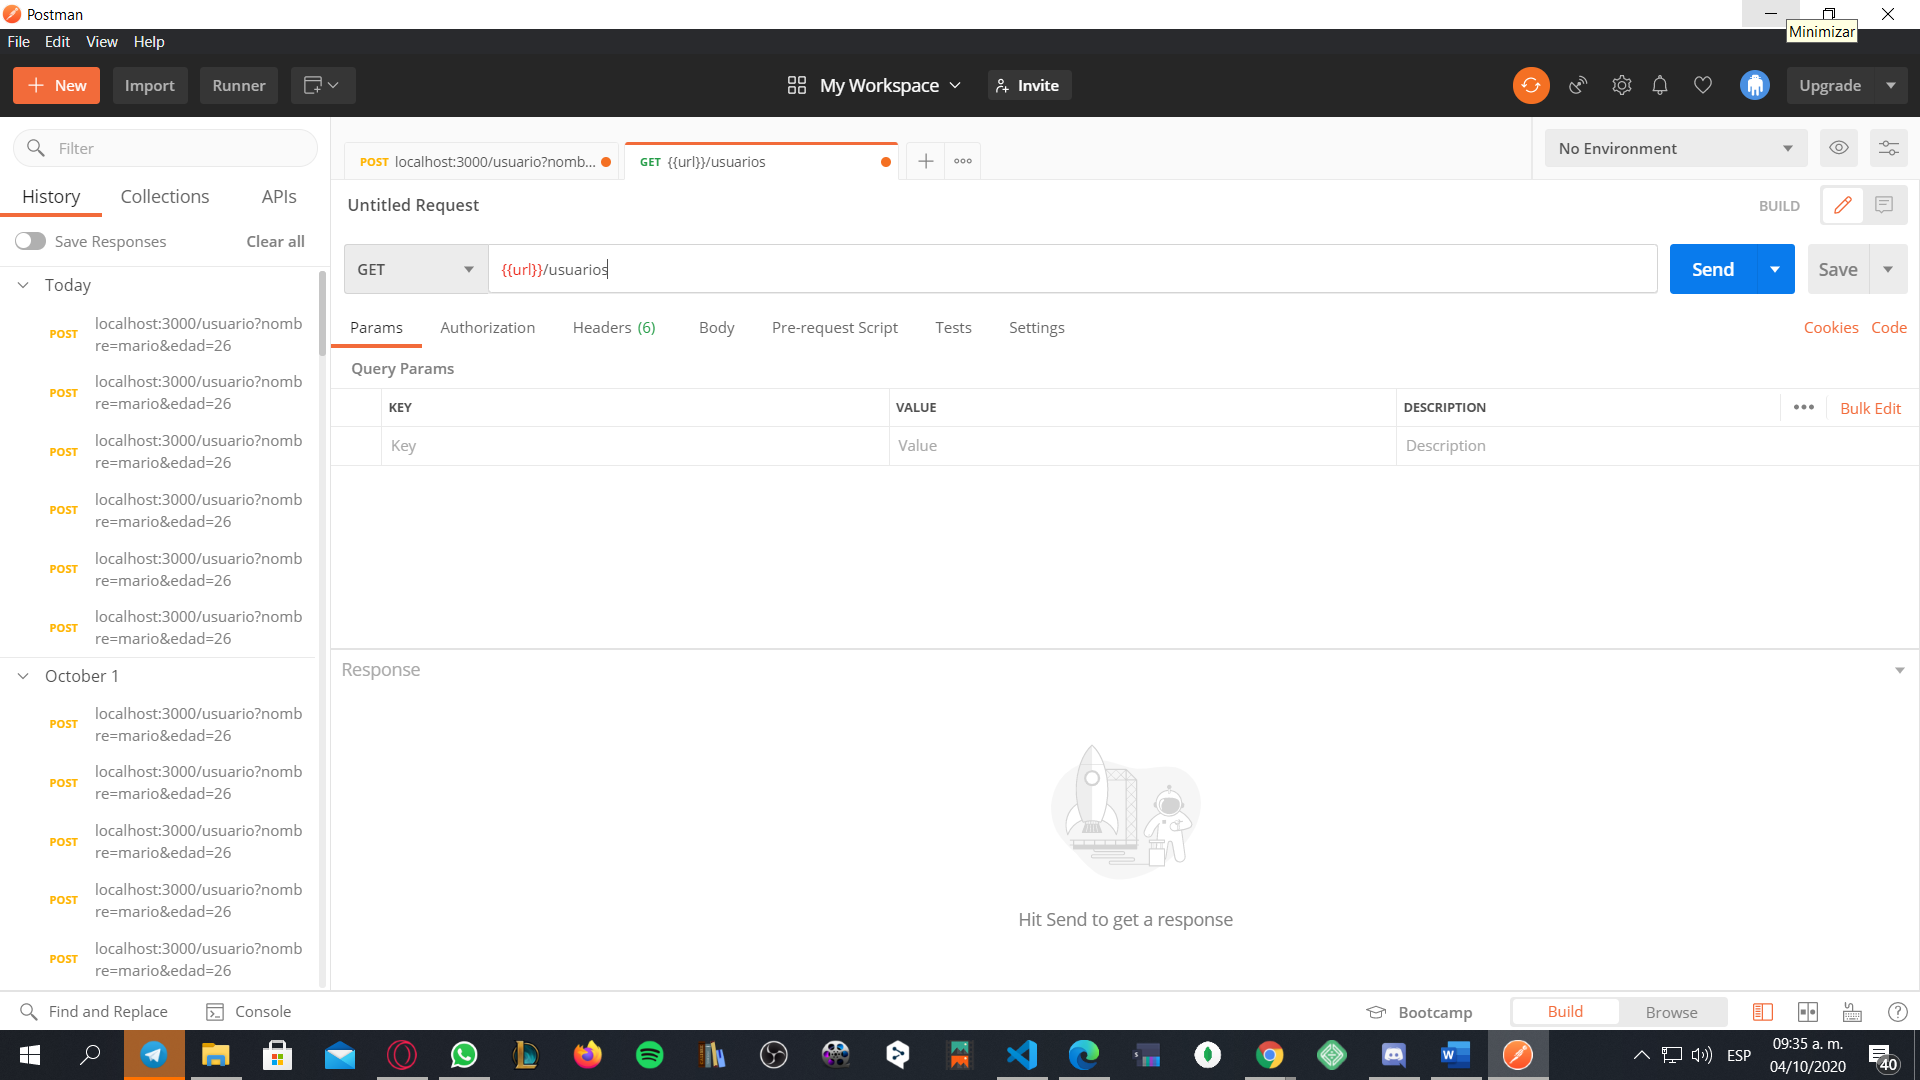 Postman
Minimizar
File Edit View Help
New Import Runner My Workspace Invite Upgrade
Filter
POST localhost:3000/usuario?nomb... GET {{url}}/usuarios No Environment
History Collections APIs
Untitled Request BUILD
Save Responses Clear all
GET {{url}}/usuarios Send Save
Today
Params Authorization Headers (6) Body Pre-request Script Tests Settings Cookies Code
POST localhost:3000/usuario?nomb
re=mario&edad=26
Query Params
KEY VALUE DESCRIPTION Bulk Edit
Key Value Description
POST localhost:3000/usuario?nomb
re=mario&edad=26
POST localhost:3000/usuario?nomb
re=mario&edad=26
POST localhost:3000/usuario?nomb
re=mario&edad=26
POST localhost:3000/usuario?nomb
re=mario&edad=26
POST localhost:3000/usuario?nomb
re=mario&edad=26
October 1
POST localhost:3000/usuario?nomb
re=mario&edad=26
POST localhost:3000/usuario?nomb
re=mario&edad=26
POST localhost:3000/usuario?nomb
re=mario&edad=26
POST localhost:3000/usuario?nomb
re=mario&edad=26
POST localhost:3000/usuario?nomb
re=mario&edad=26
Response
Hit Send to get a response
Find and Replace Console Bootcamp Build Browse
ESP 09:35 a. m.
04/10/2020 40